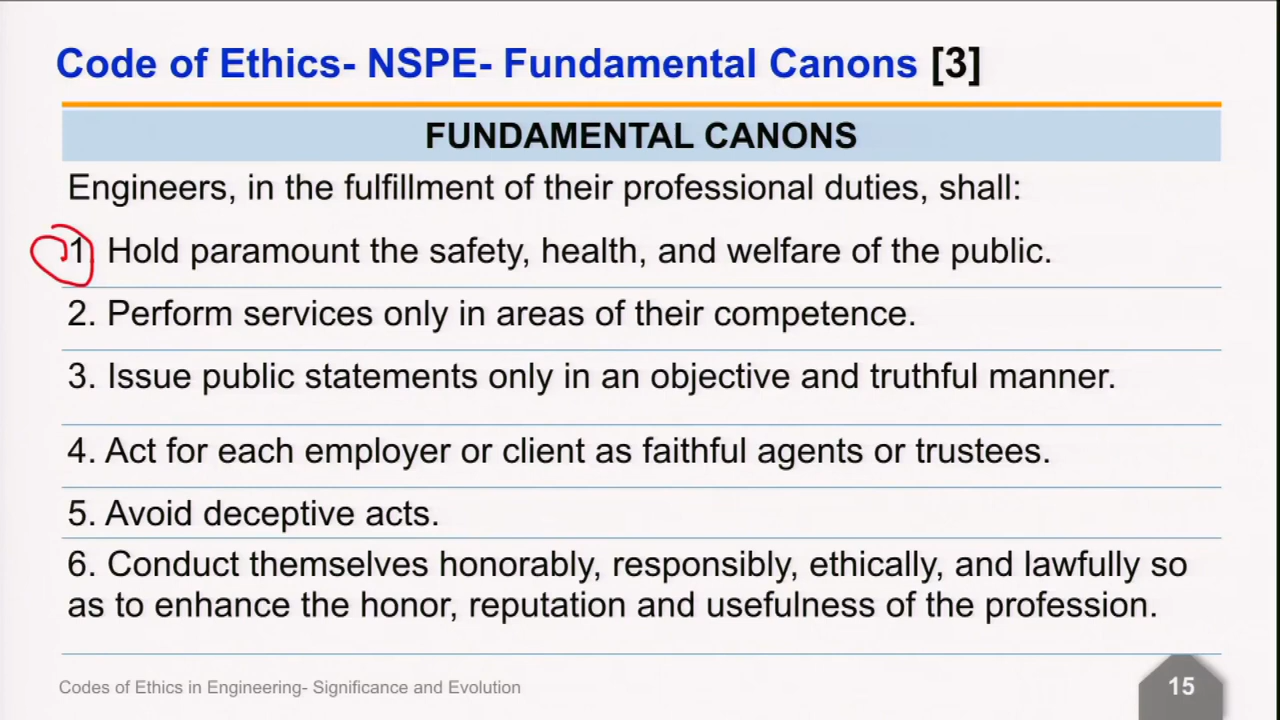 Code of Ethics- NSPE- Fundamental Canons [3]
FUNDAMENTAL CANONS
Engineers, in the fulfillment of their professional duties, shall:
1. Hold paramount the safety, health, and welfare of the public.
2. Perform services only in areas of their competence.
3. Issue public statements only in an objective and truthful manner.
4. Act for each employer or client as faithful agents or trustees.
5. Avoid deceptive acts.
6. Conduct themselves honorably, responsibly, ethically, and lawfully so
as to enhance the honor, reputation and usefulness of the profession.
Codes of Ethics in Engineering- Significance and Evolution
15